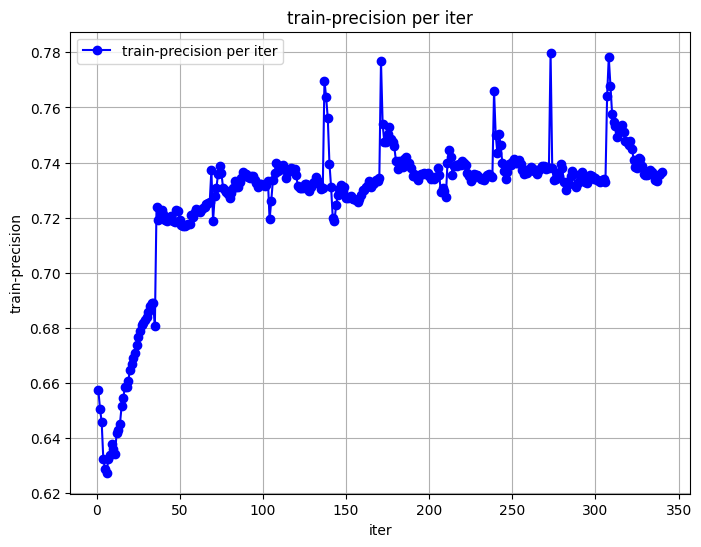 train-precision per iter
train-precision per iter
0.78
0.76
0.74
0.72
0.70
0.68
0.66
0.64
0.62
train-precision
0 50 100 150 200 250 300 350
iter